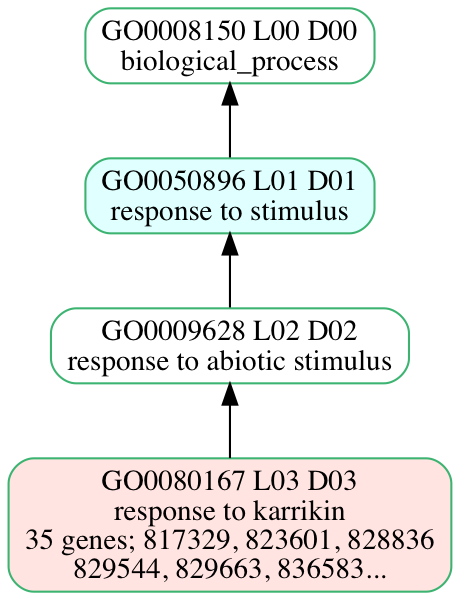 GO0008150 L00 D00
biological_process
GO0050896 L01 D01
response to stimulus
GO0009628 L02 D02
response to abiotic stimulus
GO0080167 L03 D03
response to karrikin
35 genes; 817329, 823601, 828836
829544, 829663, 836583...